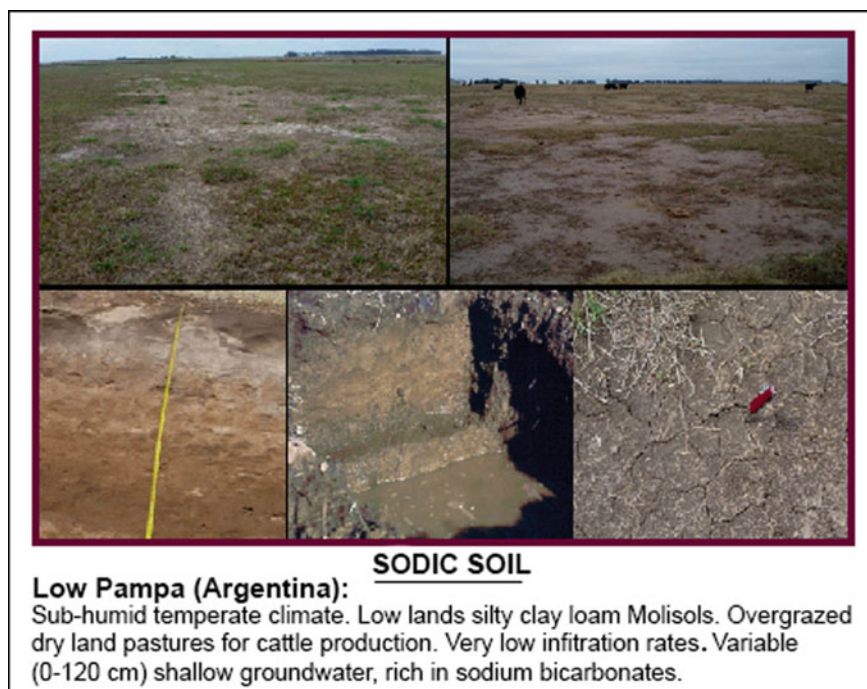 SODIC SOIL
Low Pampa (Argentina):
Sub-humid temperate climate. Low lands silty clay loam Molisols. Overgrazed
dry land pastures for cattle production. Very low infitration rates. Variable
(0-120 cm) shallow groundwater, rich in sodium bicarbonates.